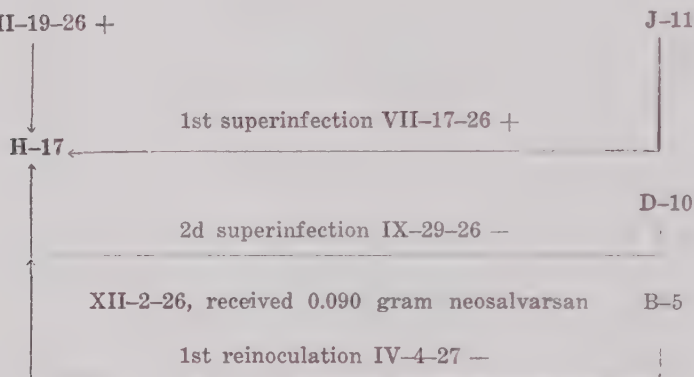 II–19–26 + J–11
1st superinfection VII–17–26 +
H–17
D–10
2d superinfection IX–29–26 —
XII–2–26, received 0.090 gram neosalvarsan B–5
1st reinoculation IV–4–27 —